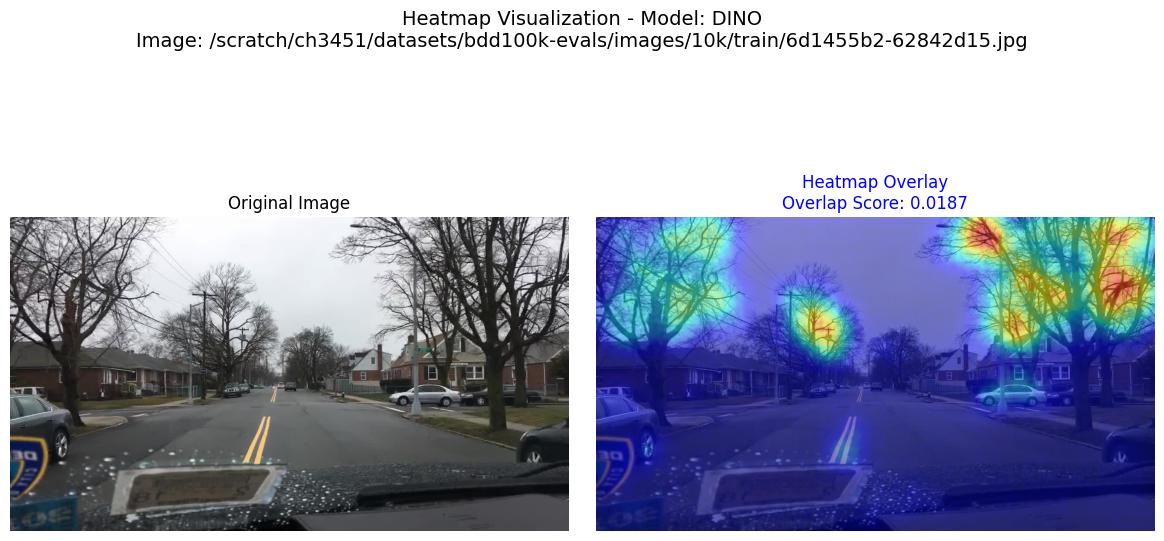 Heatmap Visualization - Model: DINO
Image: /scratch/ch3451/datasets/bdd100k-evals/images/10k/train/6d1455b2-62842d15.jpg
Original Image
Heatmap Overlay
Overlap Score: 0.0187